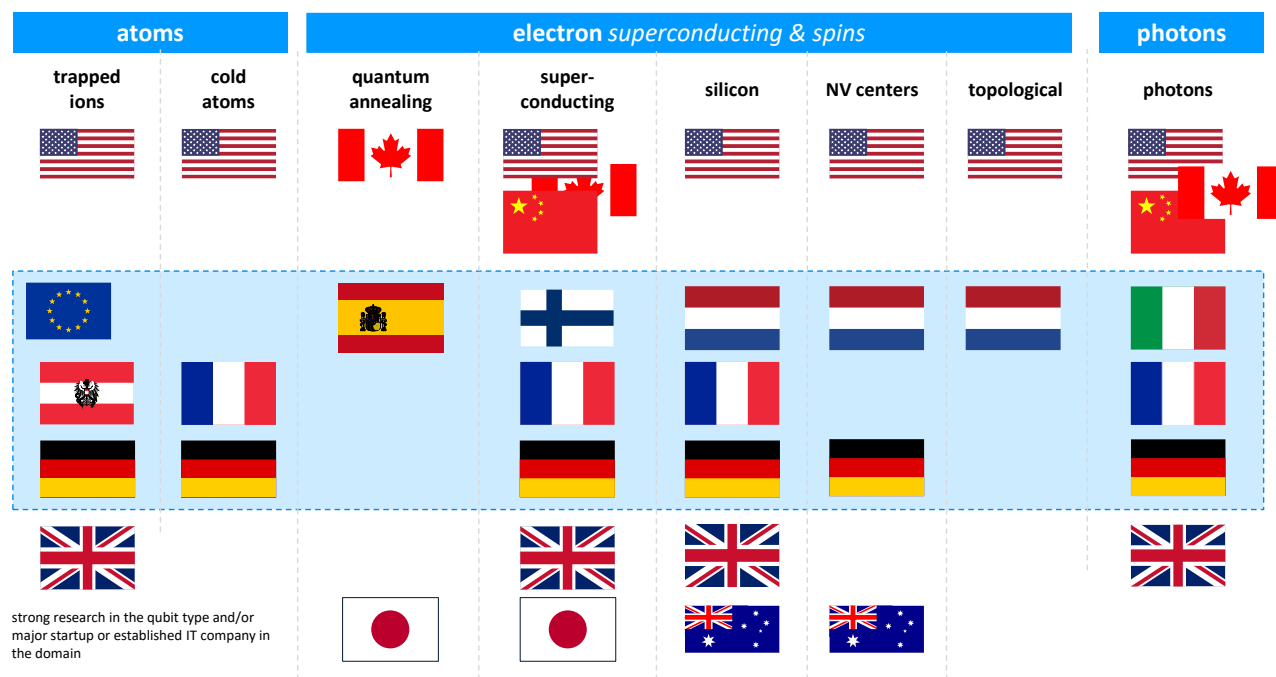 atoms
electron superconducting & spins
photons
trapped
ions
cold
atoms
quantum
annealing
super-
conducting
silicon
NV centers
topological
photons
strong research in the qubit type and/or
major startup or established IT company in
the domain